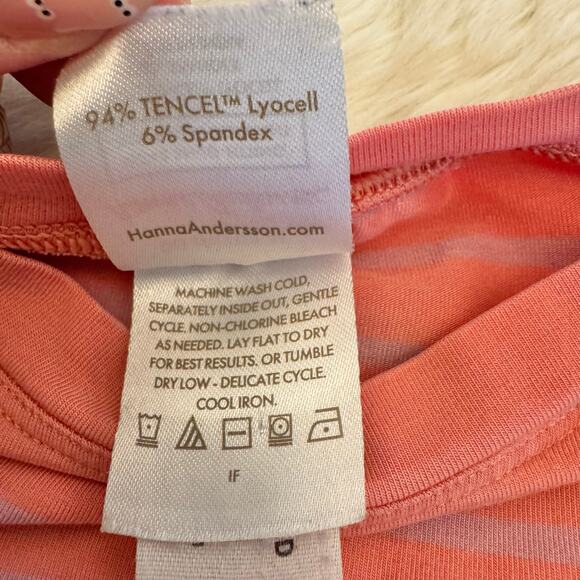 94% TENCEL™ Lyocell
6% Spandex
HannaAndersson.com
MACHINE WASH COLD,
SEPARATELY INSIDE OUT, GENTLE
CYCLE. NON-CHLORINE BLEACH
AS NEEDED. LAY FLAT TO DRY
FOR BEST RESULTS. OR TUMBLE
DRY LOW - DELICATE CYCLE.
COOL IRON.
IF